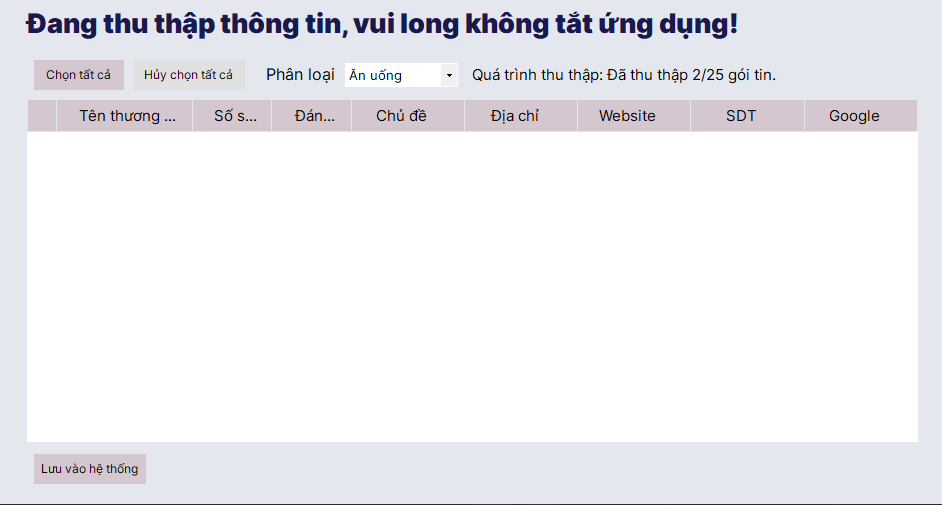 Đang thu thập thông tin, vui long không tắt ứng dụng!
Chọn tất cả Hủy chọn tất cả Phân loại Ăn uống Quá trình thu thập: Đã thu thập 2/25 gói tin.
Tên thương ... Số s... Đán... Chủ đề Địa chỉ Website SDT Google
Lưu vào hệ thống